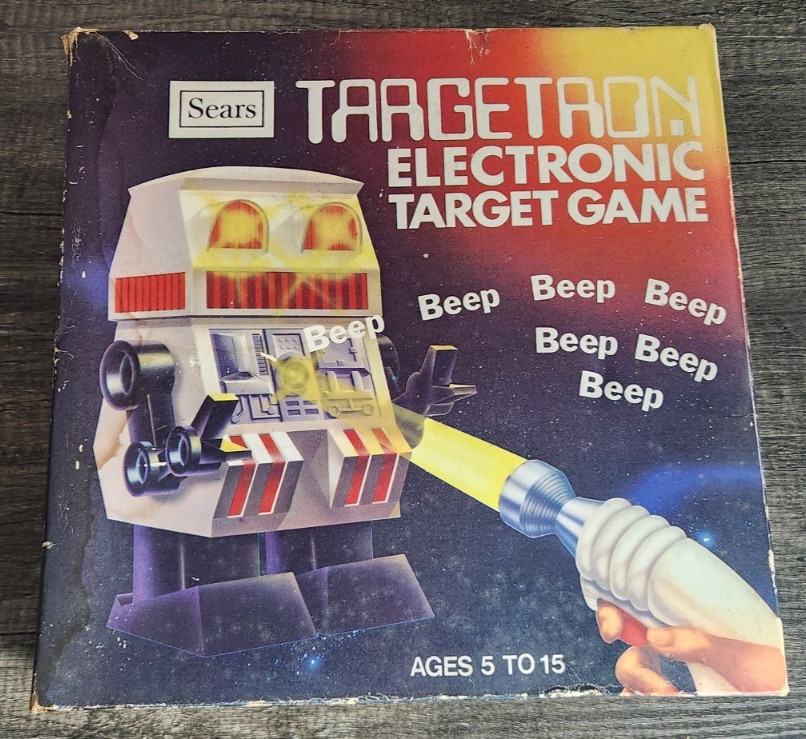 Sears
TARGETRON
ELECTRONIC
TARGET GAME
Beep Beep Beep Beep
Beep Beep
Beep
AGES 5 TO 15